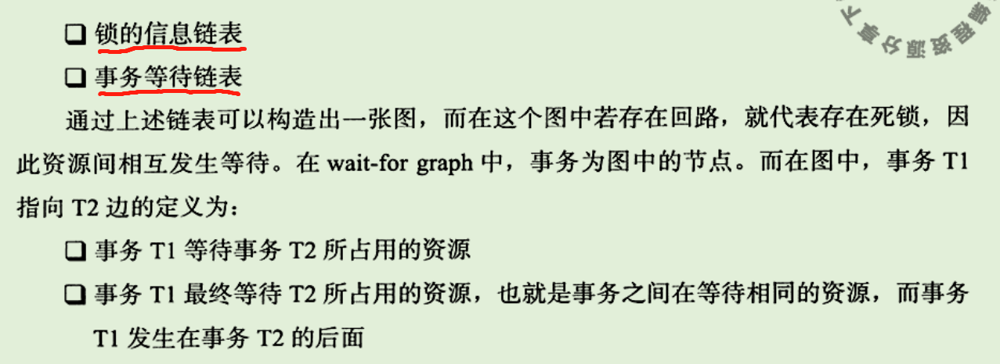 锁的信息链表
事务等待链表
通过上述链表可以构造出一张图，而在这个图中若存在回路，就代表存在死锁，因
此资源间相互发生等待。在 wait-for graph 中，事务为图中的节点。而在图中，事务 T1
指向 T2 边的定义为：
事务 T1 等待事务 T2 所占用的资源
事务 T1 最终等待 T2 所占用的资源，也就是事务之间在等待相同的资源，而事务
T1 发生在事务 T2 的后面
下享分源资程编